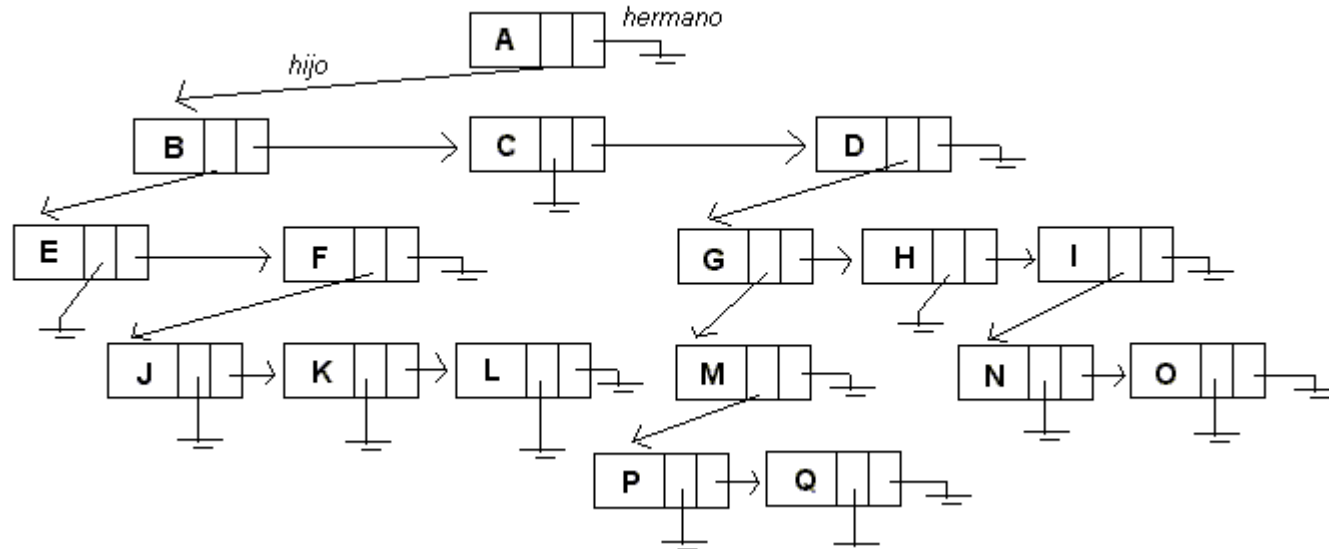 hermano
A
hijo
B C D
E F G H I
J K L M N O
P Q